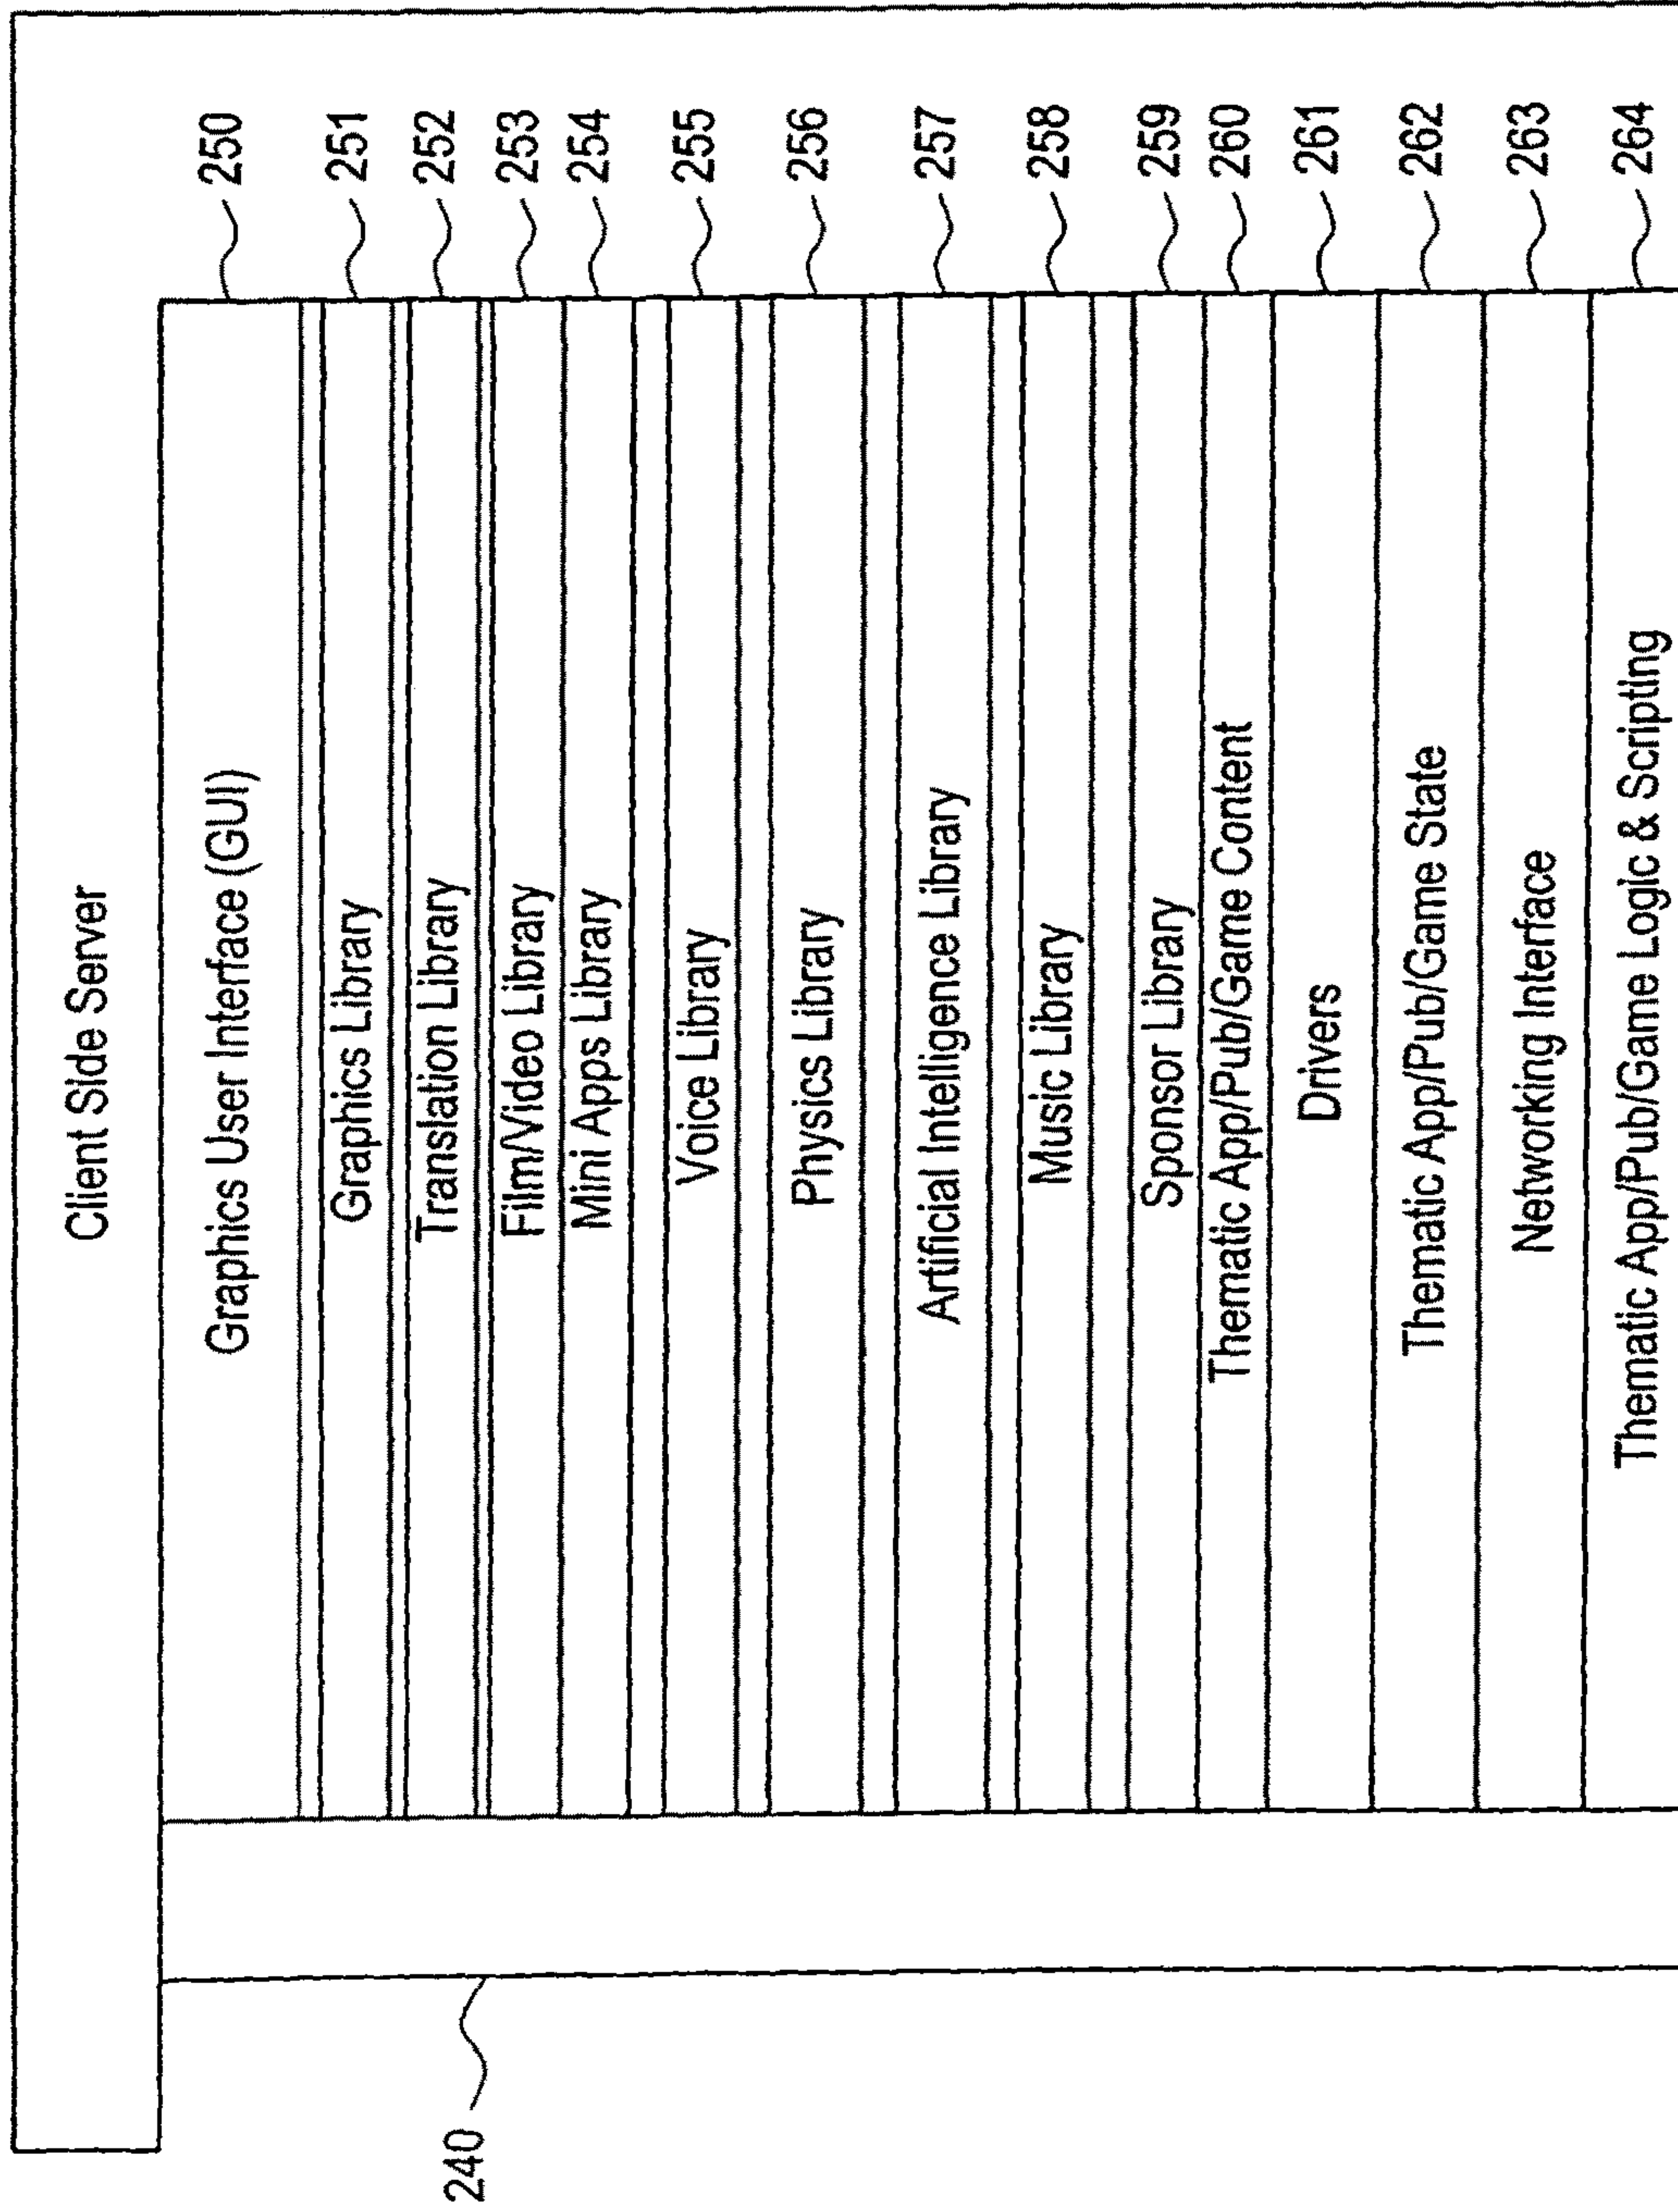 Client Side Server
Graphics User Interface (GUI)
250
Graphics Library
251
Translation Library
252
Film/Video Library
253
Mini Apps Library
254
Voice Library
255
Physics Library
256
Artificial Intelligence Library
257
Music Library
258
Sponsor Library
259
Thematic App/Pub/Game Content
260
Drivers
261
Thematic App/Pub/Game State
262
Networking Interface
263
Thematic App/Pub/Game Logic & Scripting
264
240